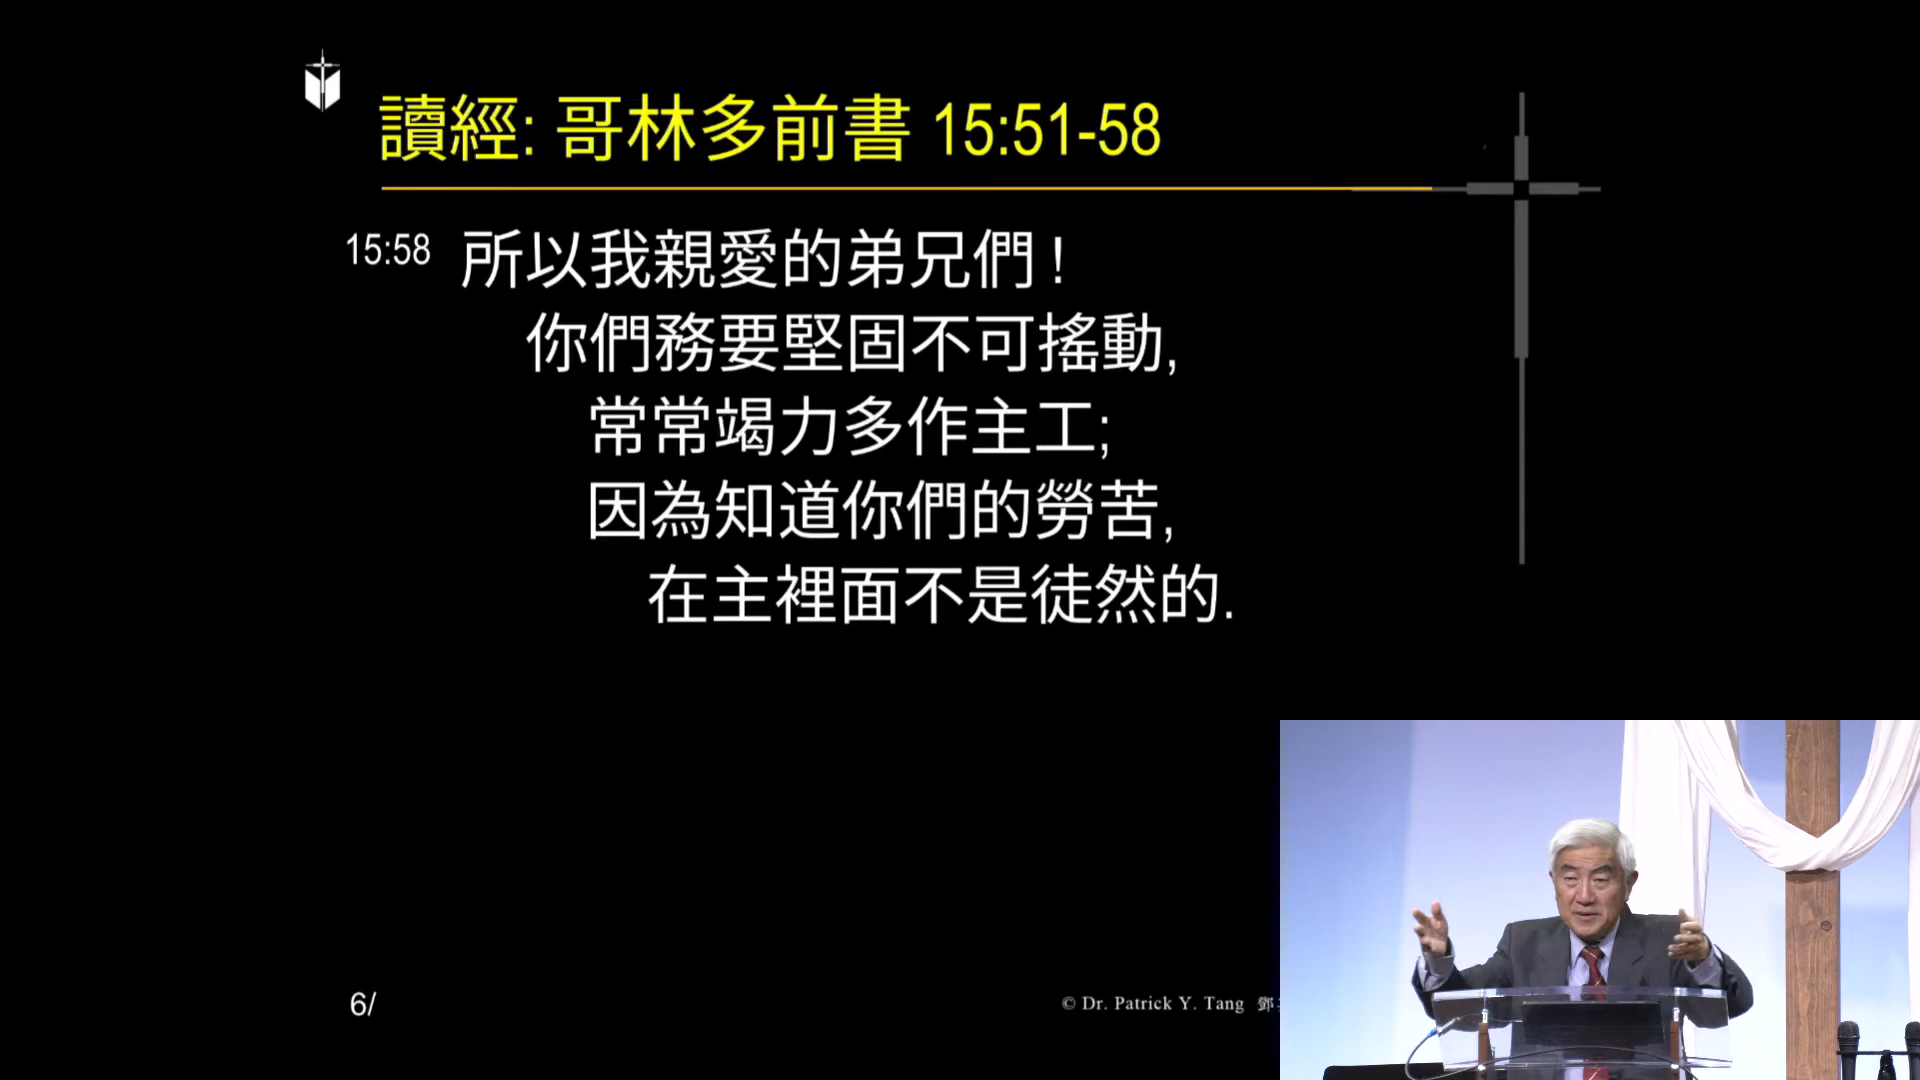 讀經: 哥林多前書 15:51-58
15:58 所以我親愛的弟兄們 !
你們務要堅固不可搖動,
常常竭力多作主工;
因為知道你們的勞苦,
在主裡面不是徒然的.
6/
© Dr. Patrick Y. Tang 鄧